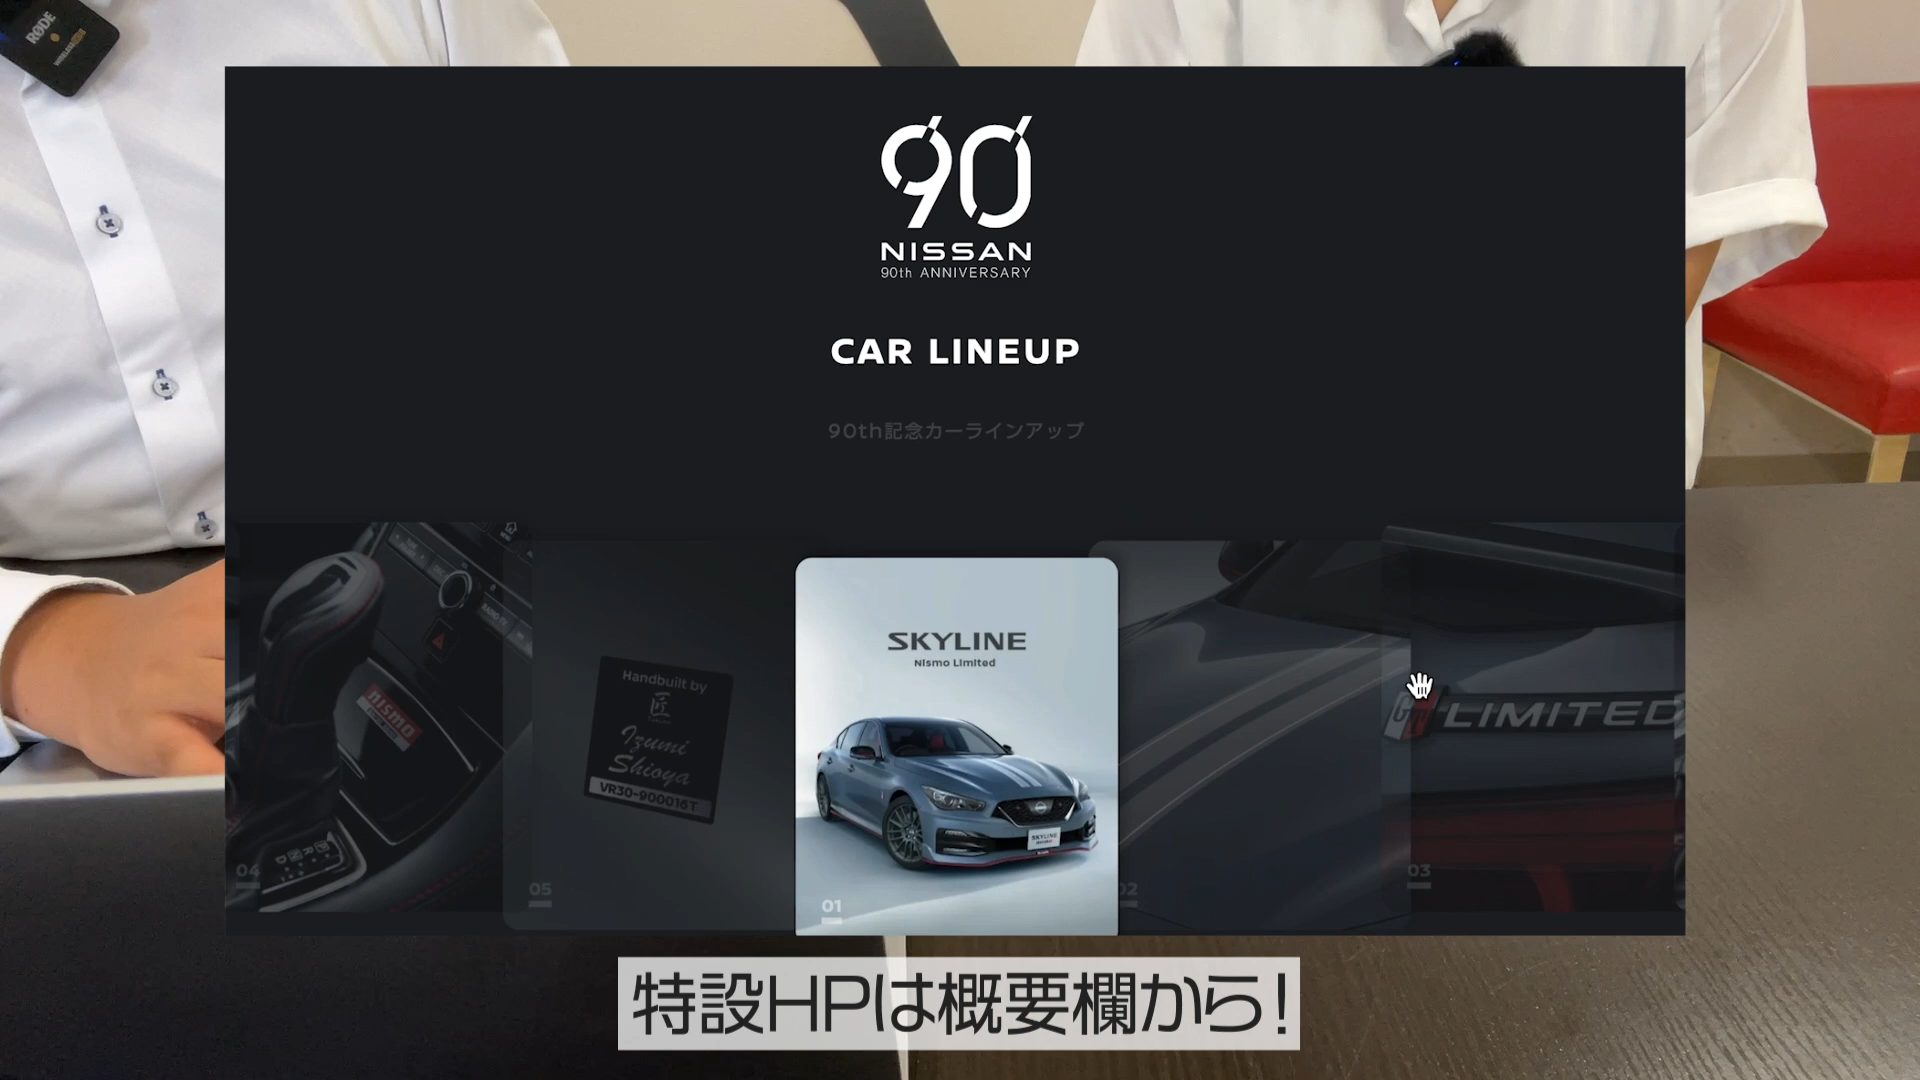 RØDE
90
NISSAN
90th ANNIVERSARY
CAR LINEUP
90th記念カーラインアップ
nismo
P R N D
04
Handbuilt by
匠
Izumi
Shioya
VR30-900016T
05
SKYLINE
Nismo Limited
SKYLINE
01
02
LIMITED
03
特設HPは概要欄から!